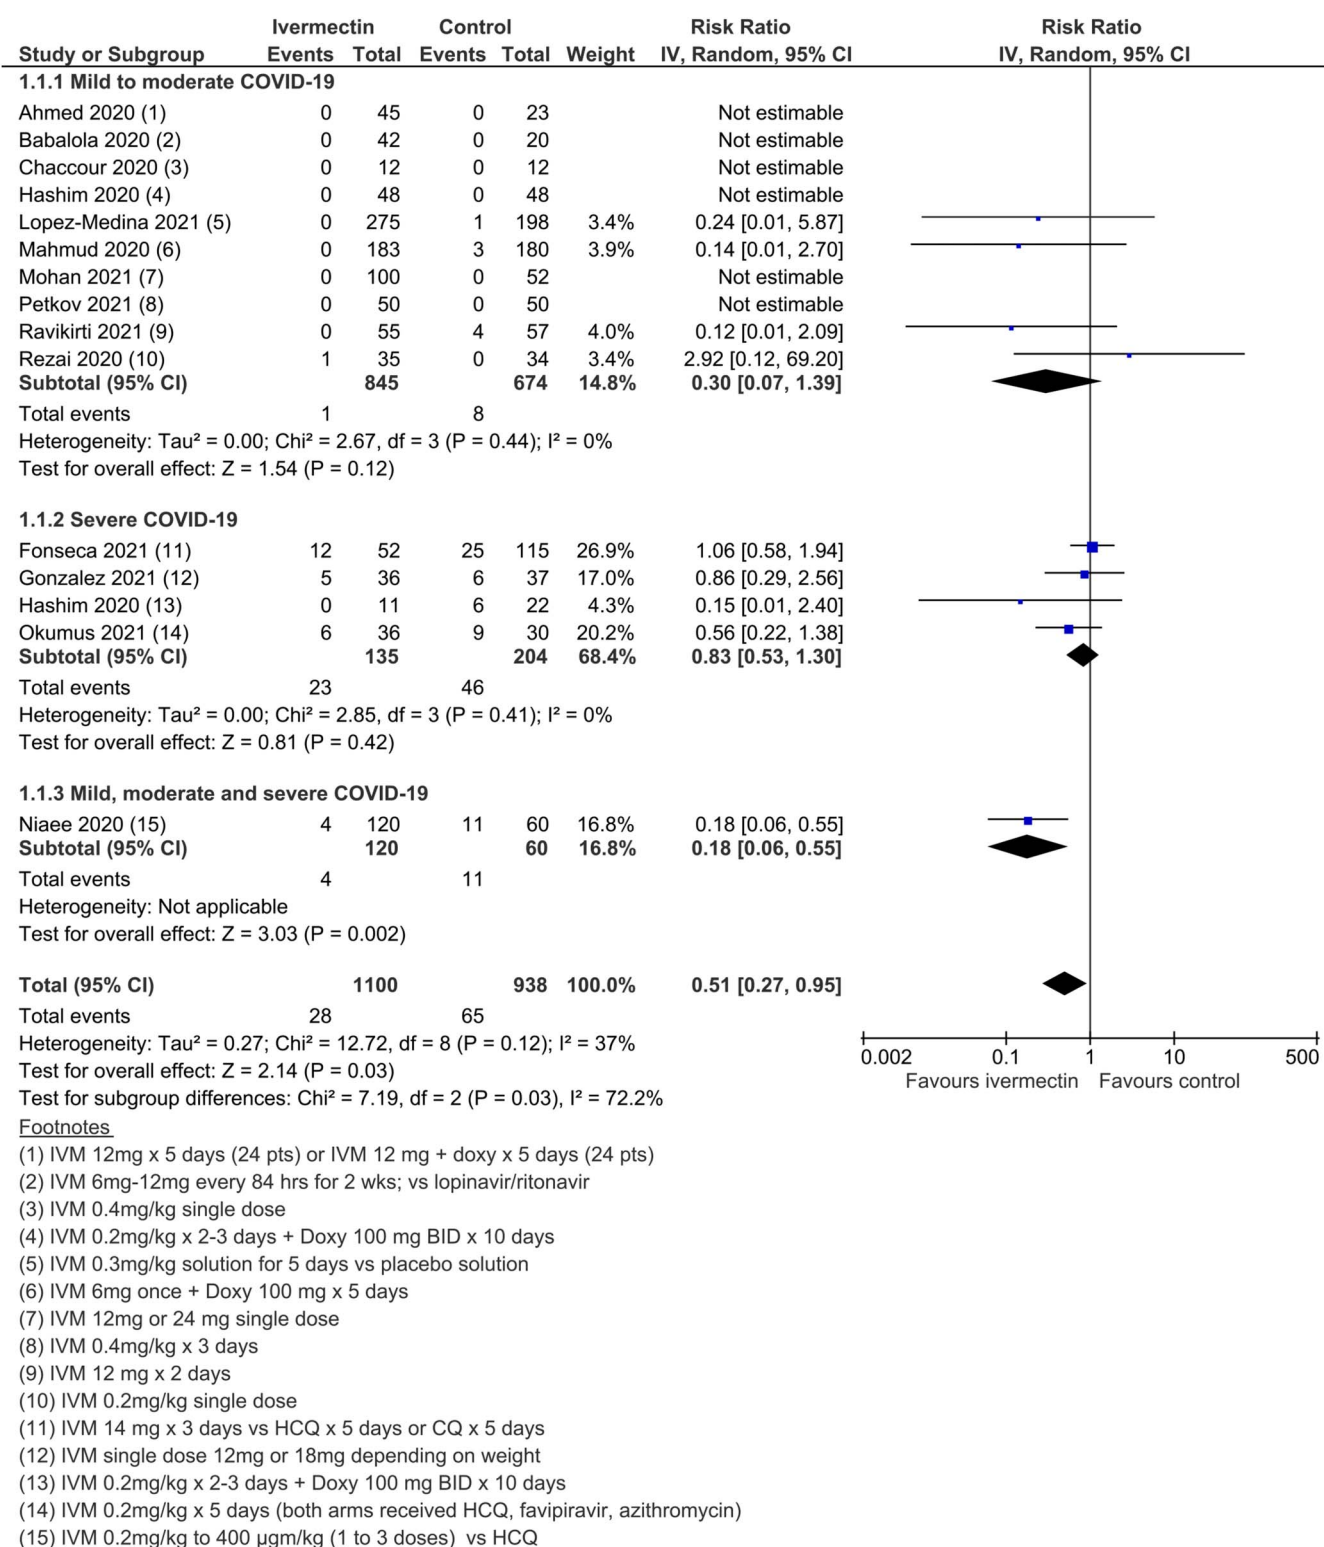 Ivermectin Control Risk Ratio Risk Ratio
Study or Subgroup Events Total Events Total Weight IV, Random, 95% CI IV, Random, 95% CI
1.1.1 Mild to moderate COVID-19
Ahmed 2020 (1) 0 45 0 23 Not estimable
Babalola 2020 (2) 0 42 0 20 Not estimable
Chaccour 2020 (3) 0 12 0 12 Not estimable
Hashim 2020 (4) 0 48 0 48 Not estimable
Lopez-Medina 2021 (5) 0 275 1 198 3.4% 0.24 [0.01, 5.87]
Mahmud 2020 (6) 0 183 3 180 3.9% 0.14 [0.01, 2.70]
Mohan 2021 (7) 0 100 0 52 Not estimable
Petkov 2021 (8) 0 50 0 50 Not estimable
Ravikirti 2021 (9) 0 55 4 57 4.0% 0.12 [0.01, 2.09]
Rezai 2020 (10) 1 35 0 34 3.4% 2.92 [0.12, 69.20]
Subtotal (95% CI) 845 674 14.8% 0.30 [0.07, 1.39]
Total events 1 8
Heterogeneity: Tau² = 0.00; Chi² = 2.67, df = 3 (P = 0.44); I² = 0%
Test for overall effect: Z = 1.54 (P = 0.12)
1.1.2 Severe COVID-19
Fonseca 2021 (11) 12 52 25 115 26.9% 1.06 [0.58, 1.94]
Gonzalez 2021 (12) 5 36 6 37 17.0% 0.86 [0.29, 2.56]
Hashim 2020 (13) 0 11 6 22 4.3% 0.15 [0.01, 2.40]
Okumus 2021 (14) 6 36 9 30 20.2% 0.56 [0.22, 1.38]
Subtotal (95% CI) 135 204 68.4% 0.83 [0.53, 1.30]
Total events 23 46
Heterogeneity: Tau² = 0.00; Chi² = 2.85, df = 3 (P = 0.41); I² = 0%
Test for overall effect: Z = 0.81 (P = 0.42)
1.1.3 Mild, moderate and severe COVID-19
Niaee 2020 (15) 4 120 11 60 16.8% 0.18 [0.06, 0.55]
Subtotal (95% CI) 120 60 16.8% 0.18 [0.06, 0.55]
Total events 4 11
Heterogeneity: Not applicable
Test for overall effect: Z = 3.03 (P = 0.002)
Total (95% CI) 1100 938 100.0% 0.51 [0.27, 0.95]
Total events 28 65
Heterogeneity: Tau² = 0.27; Chi² = 12.72, df = 8 (P = 0.12); I² = 37%
Test for overall effect: Z = 2.14 (P = 0.03)
Test for subgroup differences: Chi² = 7.19, df = 2 (P = 0.03), I² = 72.2%
0.002 0.1 1 10 500
Favours ivermectin Favours control
Footnotes
(1) IVM 12mg x 5 days (24 pts) or IVM 12 mg + doxy x 5 days (24 pts)
(2) IVM 6mg-12mg every 84 hrs for 2 wks; vs lopinavir/ritonavir
(3) IVM 0.4mg/kg single dose
(4) IVM 0.2mg/kg x 2-3 days + Doxy 100 mg BID x 10 days
(5) IVM 0.3mg/kg solution for 5 days vs placebo solution
(6) IVM 6mg once + Doxy 100 mg x 5 days
(7) IVM 12mg or 24 mg single dose
(8) IVM 0.4mg/kg x 3 days
(9) IVM 12 mg x 2 days
(10) IVM 0.2mg/kg single dose
(11) IVM 14 mg x 3 days vs HCQ x 5 days or CQ x 5 days
(12) IVM single dose 12mg or 18mg depending on weight
(13) IVM 0.2mg/kg x 2-3 days + Doxy 100 mg BID x 10 days
(14) IVM 0.2mg/kg x 5 days (both arms received HCQ, favipiravir, azithromycin)
(15) IVM 0.2mg/kg to 400 µgm/kg (1 to 3 doses) vs HCQ